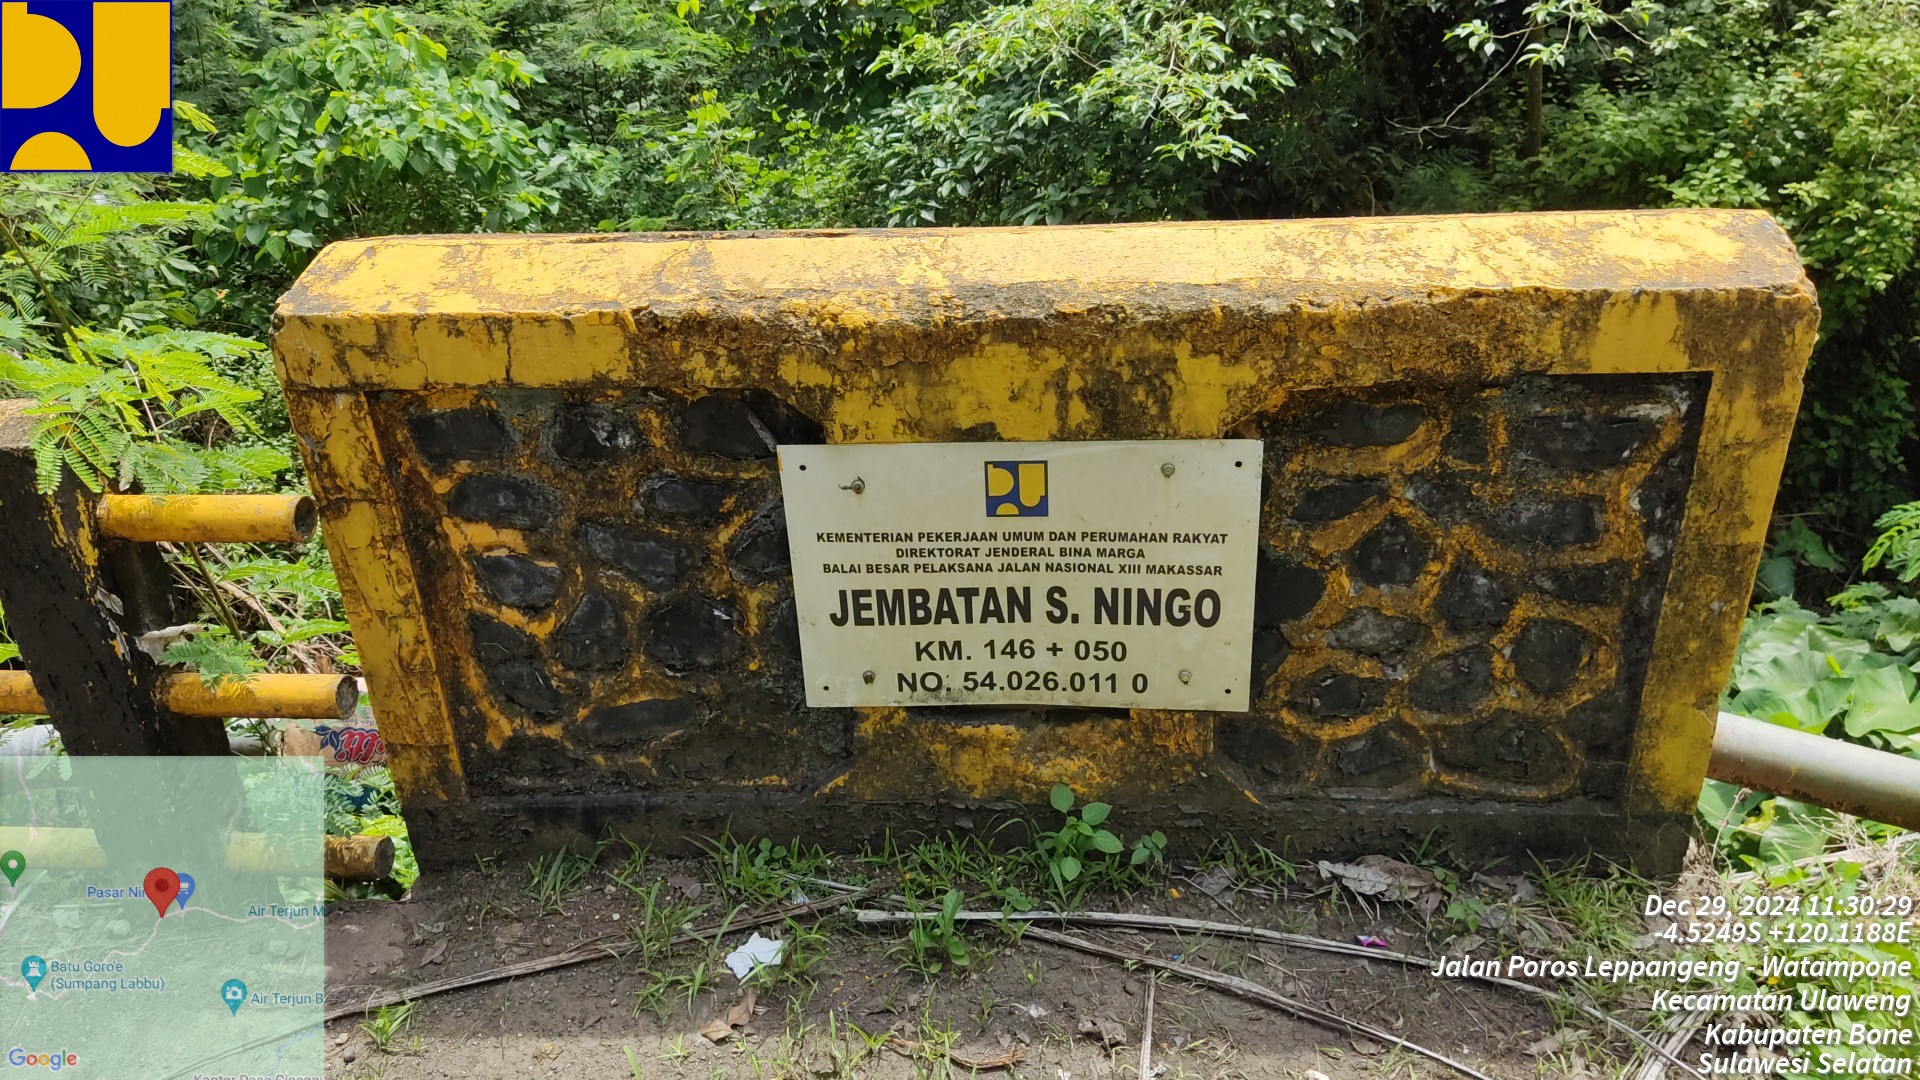 KEMENTERIAN PEKERJAAN UMUM DAN PERUMAHAN RAKYAT
DIREKTORAT JENDERAL BINA MARGA
BALAI BESAR PELAKSANA JALAN NASIONAL XIII MAKASSAR
JEMBATAN S. NINGO
KM. 146 + 050
NO. 54.026.011 0
Pasar Nin
Air Terjun M
Batu Goro'e
(Sumpang Labbu)
Air Terjun B
Google
Dec 29, 2024 11:30:29
-4.5249S +120.1188E
Jalan Poros Leppangeng - Watampone
Kecamatan Ulaweng
Kabupaten Bone
Sulawesi Selatan